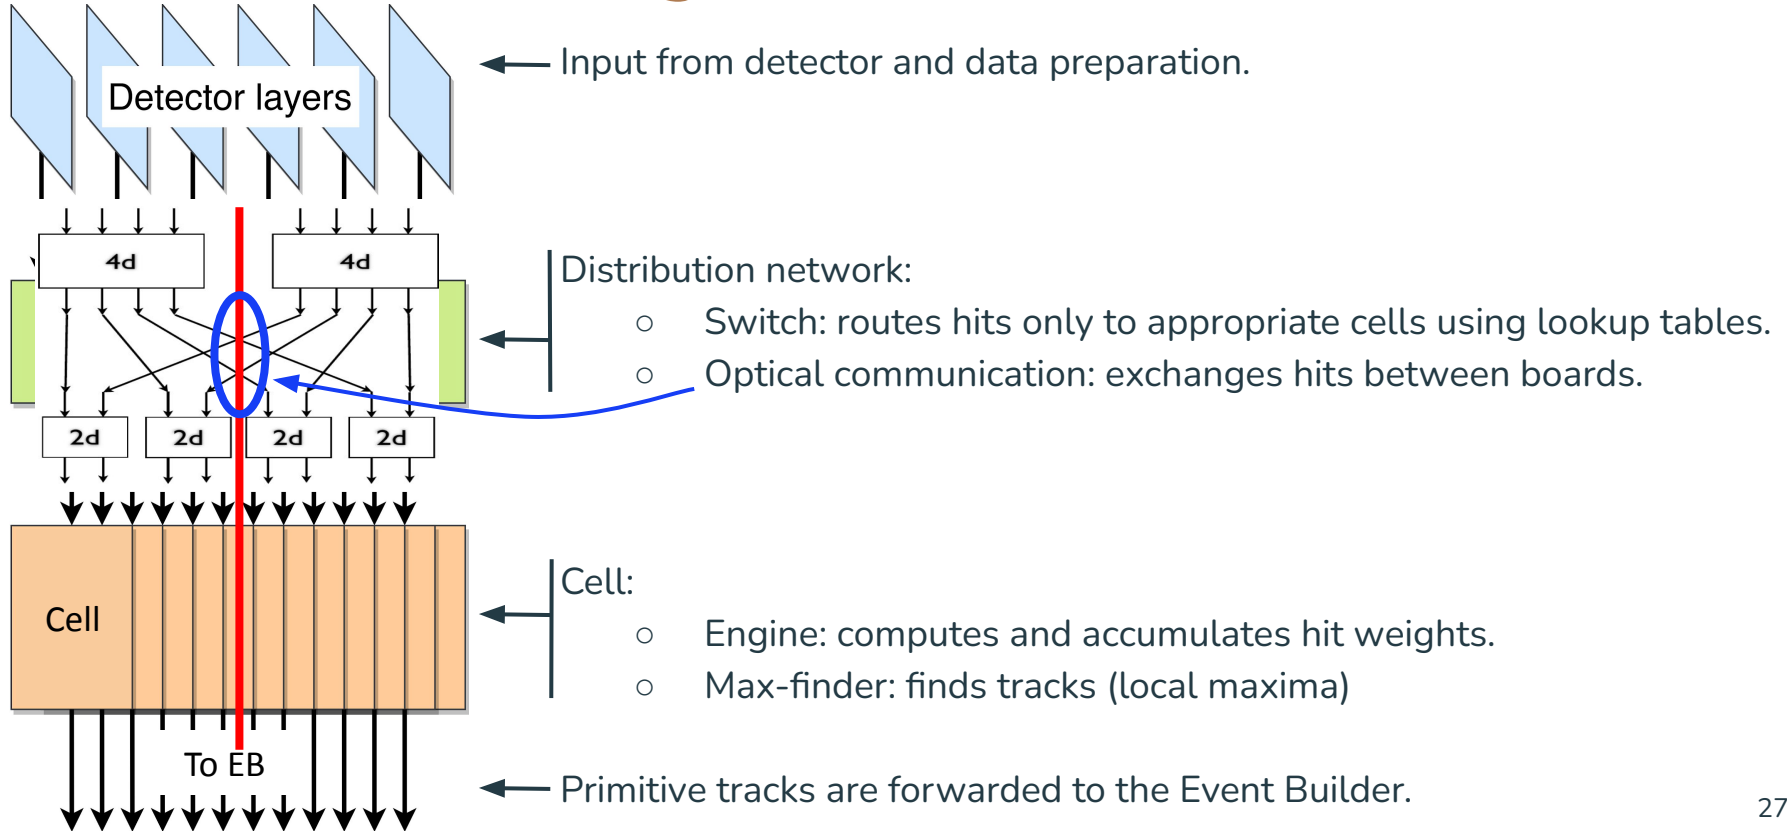 Detector layers
Input from detector and data preparation.
4d
4d
Distribution network:
○ Switch: routes hits only to appropriate cells using lookup tables.
○ Optical communication: exchanges hits between boards.
2d
2d
2d
2d
Cell
Cell:
○ Engine: computes and accumulates hit weights.
○ Max-finder: finds tracks (local maxima)
To EB
Primitive tracks are forwarded to the Event Builder.
27